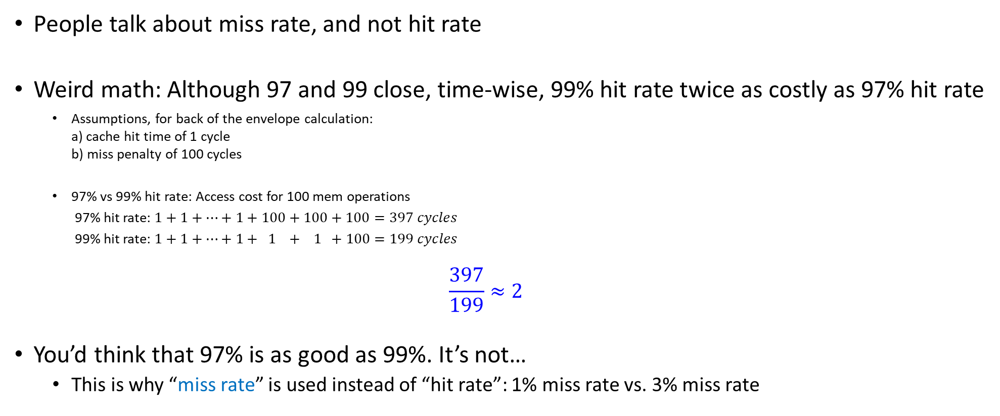 • People talk about miss rate, and not hit rate
• Weird math: Although 97 and 99 close, time-wise, 99% hit rate twice as costly as 97% hit rate
• Assumptions, for back of the envelope calculation:
a) cache hit time of 1 cycle
b) miss penalty of 100 cycles
• 97% vs 99% hit rate: Access cost for 100 mem operations
97% hit rate: 1 + 1 + ⋯ + 1 + 100 + 100 + 100 = 397 cycles
99% hit rate: 1 + 1 + ⋯ + 1 + 1 + 1 + 100 = 199 cycles
397
≈ 2
199
• You’d think that 97% is as good as 99%. It’s not…
• This is why “miss rate” is used instead of “hit rate”: 1% miss rate vs. 3% miss rate